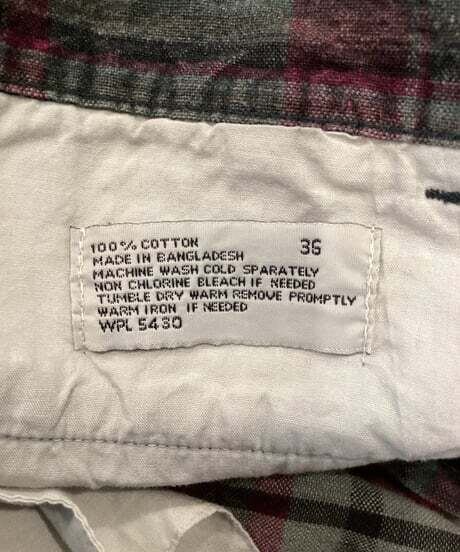 100% COTTON 36
MADE IN BANGLADESH
MACHINE WASH COLD SPARATELY
NON CHLORINE BLEACH IF NEEDED
TUMBLE DRY WARM REMOVE PROMPTLY
WARM IRON IF NEEDED
WPL 5430